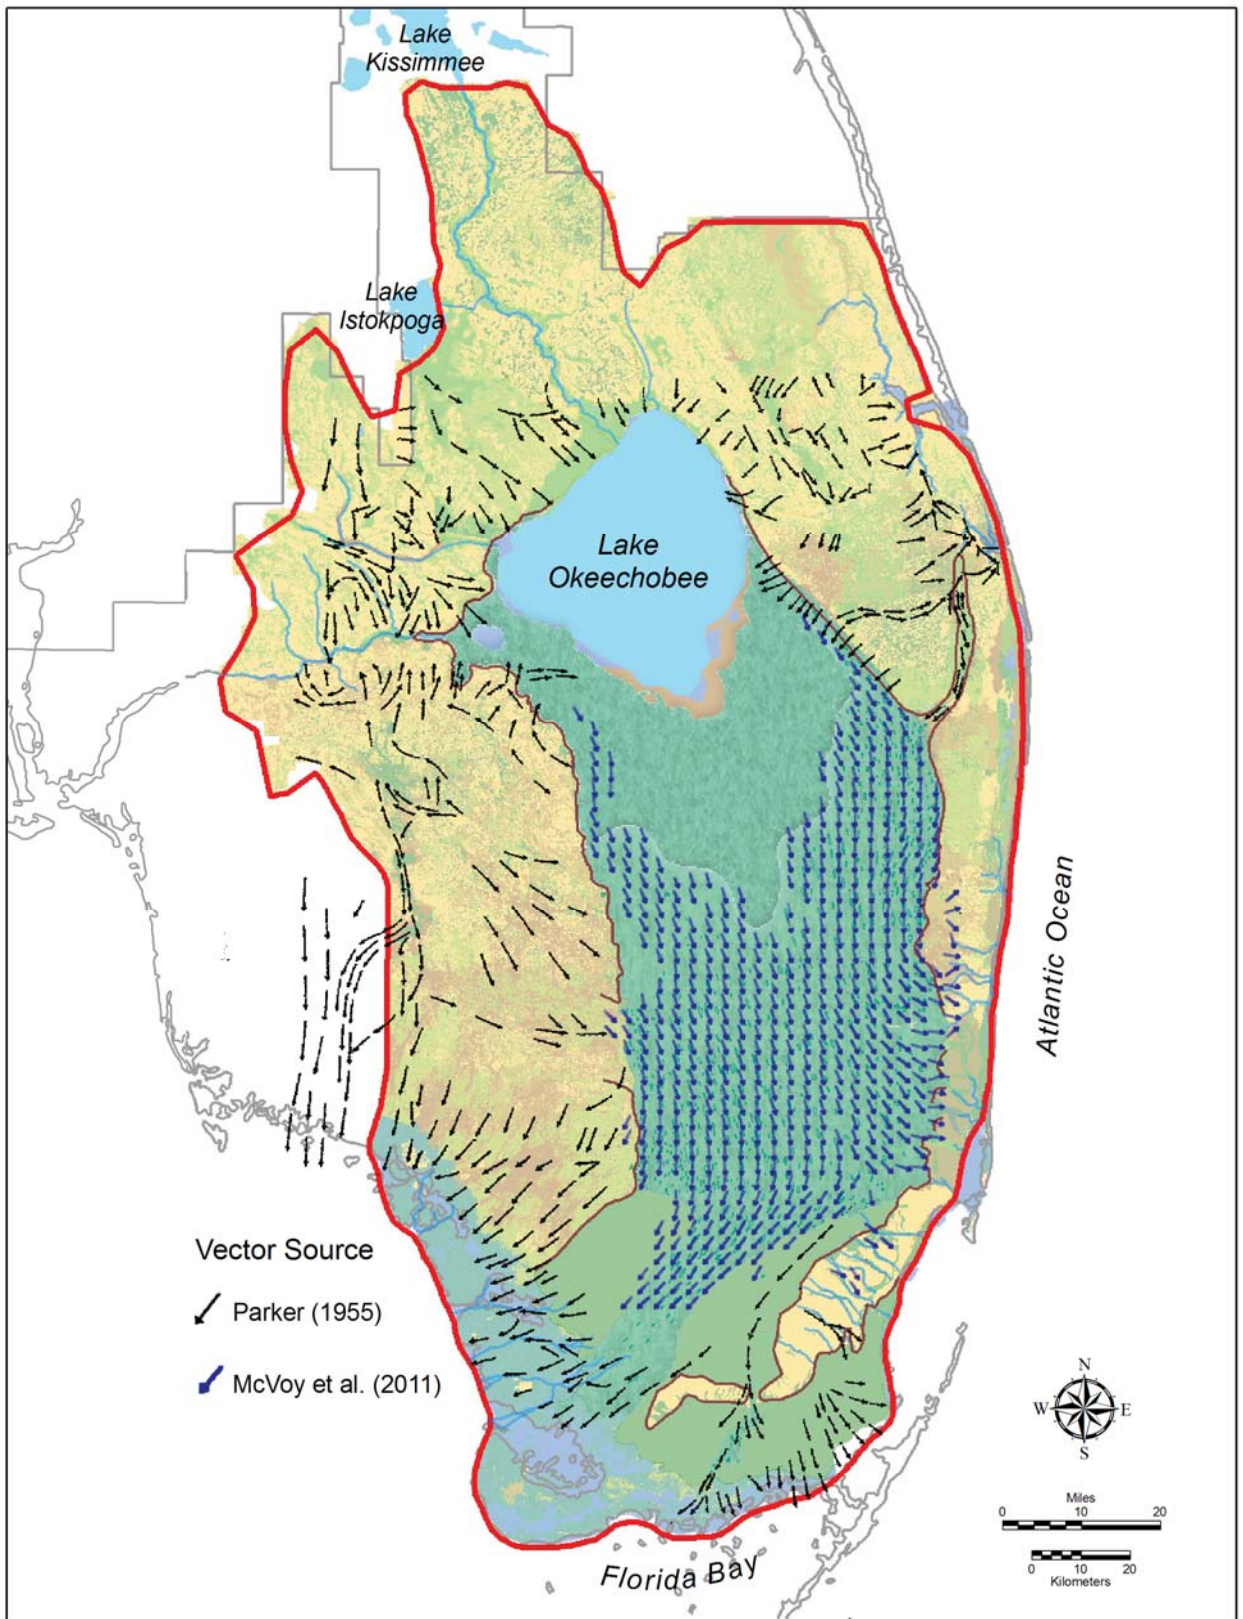 Lake
Kissimmee
Lake
Istokpoga
Lake
Okeechobee
Atlantic Ocean
Vector Source
Parker (1955)
McVoy et al. (2011)
N
W
E
S
Miles
0 10 20
0 10 20
Kilometers
Florida Bay